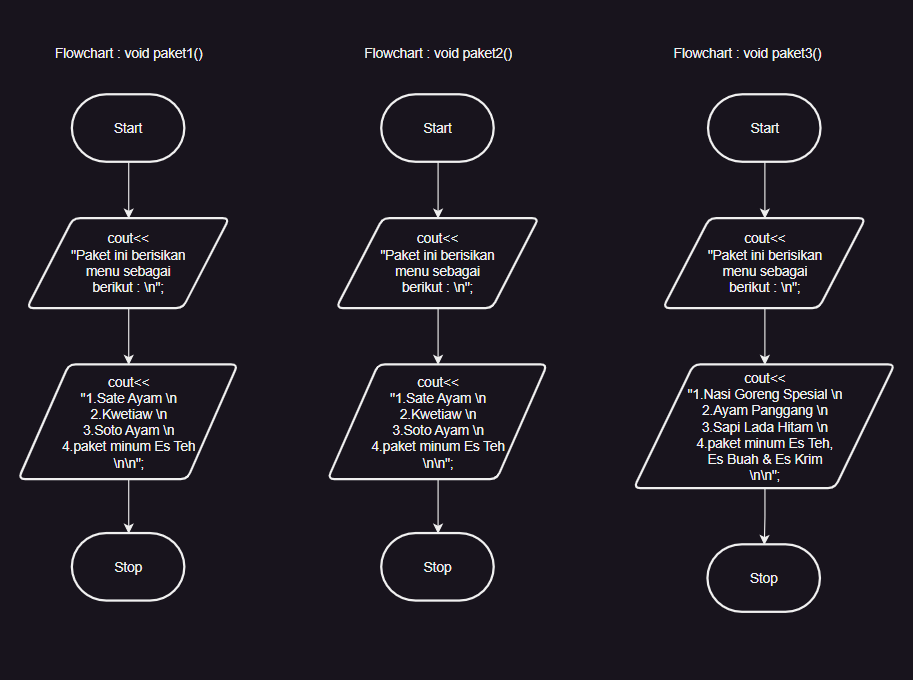 Flowchart : void paket1()
Start
cout<<
"Paket ini berisikan
menu sebagai
berikut : \n";
cout<<
"1.Sate Ayam \n
2.Kwetiaw \n
3.Soto Ayam \n
4.paket minum Es Teh
\n\n";
Stop
Flowchart : void paket2()
Start
cout<<
"Paket ini berisikan
menu sebagai
berikut : \n";
cout<<
"1.Sate Ayam \n
2.Kwetiaw \n
3.Soto Ayam \n
4.paket minum Es Teh
\n\n";
Stop
Flowchart : void paket3()
Start
cout<<
"Paket ini berisikan
menu sebagai
berikut : \n";
cout<<
"1.Nasi Goreng Spesial \n
2.Ayam Panggang \n
3.Sapi Lada Hitam \n
4.paket minum Es Teh,
Es Buah & Es Krim
\n\n";
Stop